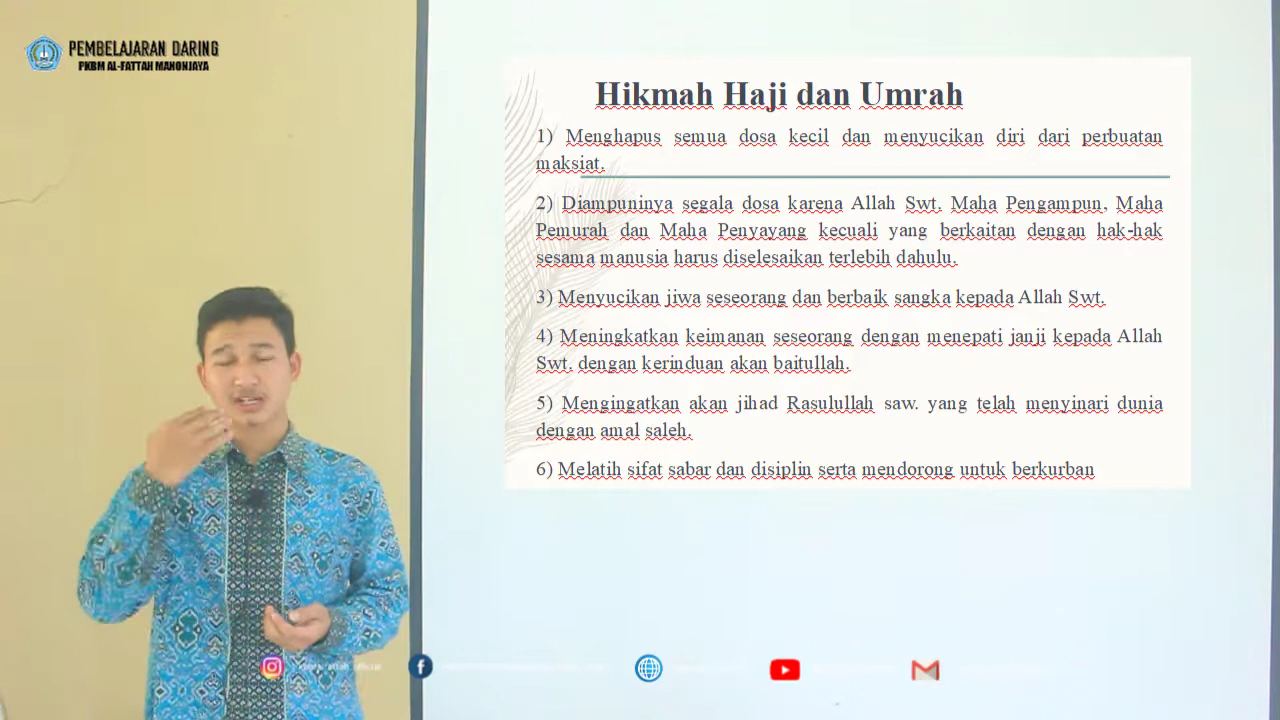 PEMBELAJARAN DARING
PKBM AL-FATTAH MANONJAYA
Hikmah Haji dan Umrah
1) Menghapus semua dosa kecil dan menyucikan diri dari perbuatan
maksiat.
2) Diampuninya segala dosa karena Allah Swt. Maha Pengampun, Maha
Pemurah dan Maha Penyayang kecuali yang berkaitan dengan hak-hak
sesama manusia harus diselesaikan terlebih dahulu.
3) Menyucikan jiwa seseorang dan berbaik sangka kepada Allah Swt.
4) Meningkatkan keimanan seseorang dengan menepati janji kepada Allah
Swt. dengan kerinduan akan baitullah.
5) Mengingatkan akan jihad Rasulullah saw. yang telah menyinari dunia
dengan amal saleh.
6) Melatih sifat sabar dan disiplin serta mendorong untuk berkurban